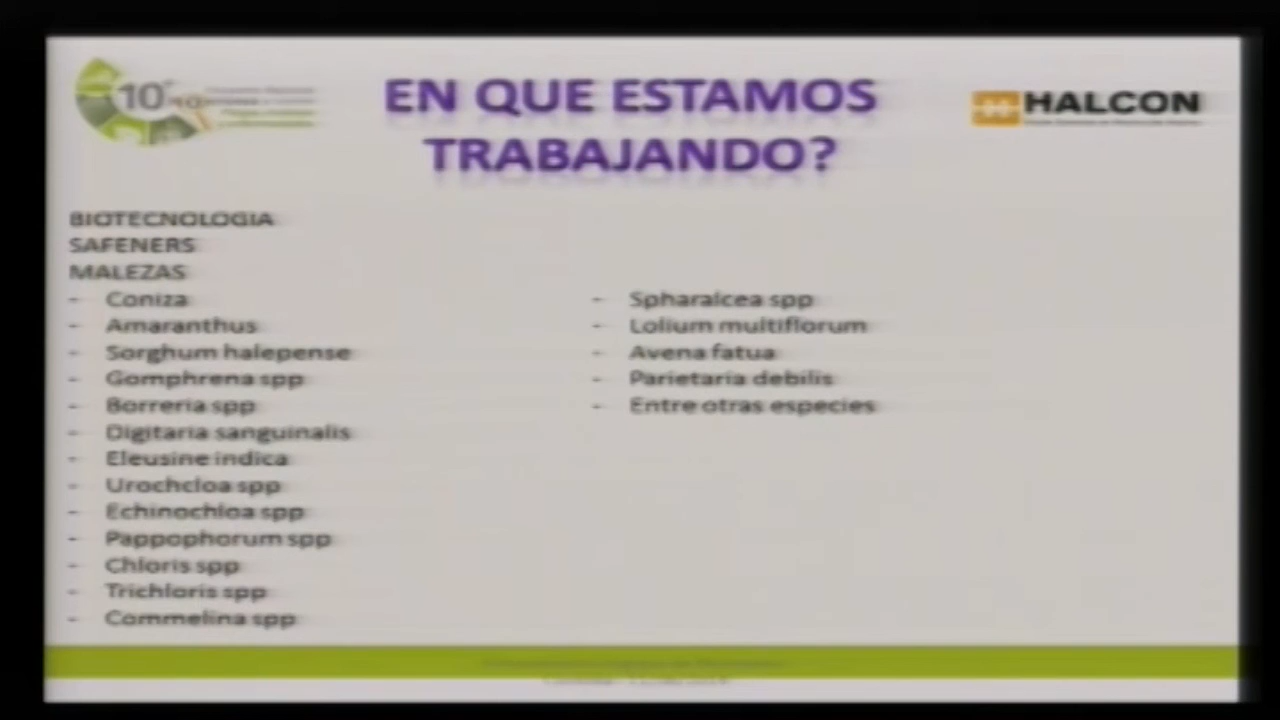 10
EN QUE ESTAMOS
TRABAJANDO?
HALCON
BIOTECNOLOGIA
SAFENERS
MALEZAS
- Coniza
- Amaranthus
- Sorghum halepense
- Gomphrena spp
- Borreria spp
- Digitaria sanguinalis
- Eleusine indica
- Urochcloa spp
- Echinochloa spp
- Pappophorum spp
- Chloris spp
- Trichloris spp
- Commelina spp
- Spharalcea spp
- Lolium multiflorum
- Avena fatua
- Parietaria debilis
- Entre otras especies